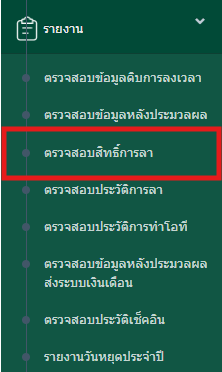 รายงาน
ตรวจสอบข้อมูลดิบการลงเวลา
ตรวจสอบข้อมูลหลังประมวลผล
ตรวจสอบสิทธิ์การลา
ตรวจสอบประวัติการลา
ตรวจสอบประวัติการทำโอที
ตรวจสอบข้อมูลหลังประมวลผล
ส่งระบบเงินเดือน
ตรวจสอบประวัติเช็คอิน
รายงานวันหยุดประจำปี